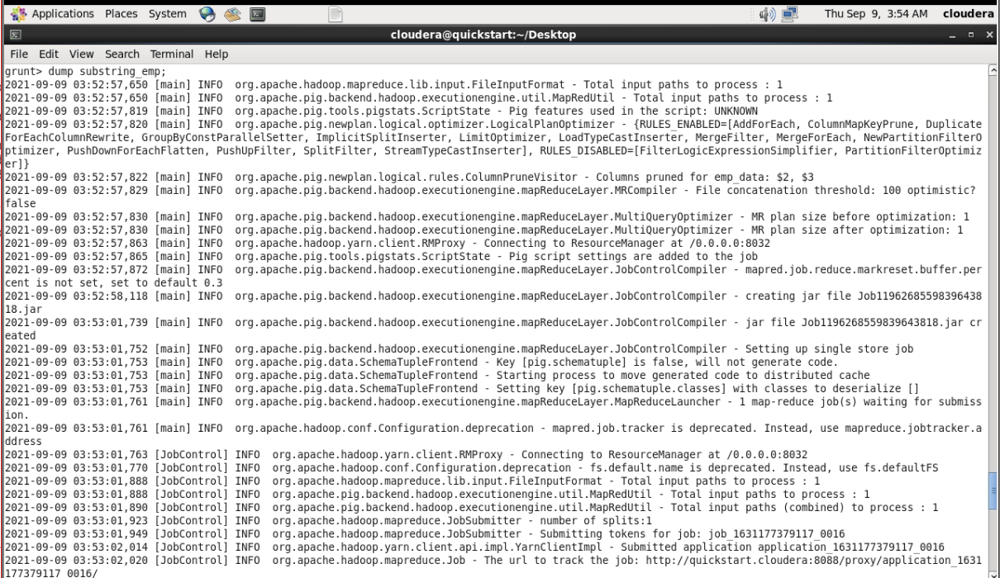 Applications Places System Thu Sep 9, 3:54 AM cloudera
cloudera@quickstart:~/Desktop
File Edit View Search Terminal Help
grunt> dump substring_emp;
2021-09-09 03:52:57,650 [main] INFO  org.apache.hadoop.mapreduce.lib.input.FileInputFormat - Total input paths to process : 1
2021-09-09 03:52:57,650 [main] INFO  org.apache.pig.backend.hadoop.executionengine.util.MapRedUtil - Total input paths to process : 1
2021-09-09 03:52:57,819 [main] INFO  org.apache.pig.tools.pigstats.ScriptState - Pig features used in the script: UNKNOWN
2021-09-09 03:52:57,820 [main] INFO  org.apache.pig.newplan.logical.optimizer.LogicalPlanOptimizer - {RULES_ENABLED=[AddForEach, ColumnMapKeyPrune, Duplicate
ForEachColumnRewrite, GroupByConstParallelSetter, ImplicitSplitInserter, LimitOptimizer, LoadTypeCastInserter, MergeFilter, MergeForEach, NewPartitionFilterO
ptimizer, PushDownForEachFlatten, PushUpFilter, SplitFilter, StreamTypeCastInserter], RULES_DISABLED=[FilterLogicExpressionSimplifier, PartitionFilterOptimiz
er]}
2021-09-09 03:52:57,822 [main] INFO  org.apache.pig.newplan.logical.rules.ColumnPruneVisitor - Columns pruned for emp_data: $2, $3
2021-09-09 03:52:57,829 [main] INFO  org.apache.pig.backend.hadoop.executionengine.mapReduceLayer.MRCompiler - File concatenation threshold: 100 optimistic?
false
2021-09-09 03:52:57,830 [main] INFO  org.apache.pig.backend.hadoop.executionengine.mapReduceLayer.MultiQueryOptimizer - MR plan size before optimization: 1
2021-09-09 03:52:57,830 [main] INFO  org.apache.pig.backend.hadoop.executionengine.mapReduceLayer.MultiQueryOptimizer - MR plan size after optimization: 1
2021-09-09 03:52:57,863 [main] INFO  org.apache.hadoop.yarn.client.RMProxy - Connecting to ResourceManager at /0.0.0.0:8032
2021-09-09 03:52:57,865 [main] INFO  org.apache.pig.tools.pigstats.ScriptState - Pig script settings are added to the job
2021-09-09 03:52:57,872 [main] INFO  org.apache.pig.backend.hadoop.executionengine.mapReduceLayer.JobControlCompiler - mapred.job.reduce.markreset.buffer.per
cent is not set, set to default 0.3
2021-09-09 03:52:58,118 [main] INFO  org.apache.pig.backend.hadoop.executionengine.mapReduceLayer.JobControlCompiler - creating jar file Job11962685598396438
18.jar
2021-09-09 03:53:01,739 [main] INFO  org.apache.pig.backend.hadoop.executionengine.mapReduceLayer.JobControlCompiler - jar file Job1196268559839643818.jar cr
eated
2021-09-09 03:53:01,752 [main] INFO  org.apache.pig.backend.hadoop.executionengine.mapReduceLayer.JobControlCompiler - Setting up single store job
2021-09-09 03:53:01,753 [main] INFO  org.apache.pig.data.SchemaTupleFrontend - Key [pig.schematuple] is false, will not generate code.
2021-09-09 03:53:01,753 [main] INFO  org.apache.pig.data.SchemaTupleFrontend - Starting process to move generated code to distributed cache
2021-09-09 03:53:01,753 [main] INFO  org.apache.pig.data.SchemaTupleFrontend - Setting key [pig.schematuple.classes] with classes to deserialize []
2021-09-09 03:53:01,761 [main] INFO  org.apache.pig.backend.hadoop.executionengine.mapReduceLayer.MapReduceLauncher - 1 map-reduce job(s) waiting for submiss
ion.
2021-09-09 03:53:01,761 [main] INFO  org.apache.hadoop.conf.Configuration.deprecation - mapred.job.tracker is deprecated. Instead, use mapreduce.jobtracker.a
ddress
2021-09-09 03:53:01,763 [JobControl] INFO  org.apache.hadoop.yarn.client.RMProxy - Connecting to ResourceManager at /0.0.0.0:8032
2021-09-09 03:53:01,770 [JobControl] INFO  org.apache.hadoop.conf.Configuration.deprecation - fs.default.name is deprecated. Instead, use fs.defaultFS
2021-09-09 03:53:01,888 [JobControl] INFO  org.apache.hadoop.mapreduce.lib.input.FileInputFormat - Total input paths to process : 1
2021-09-09 03:53:01,888 [JobControl] INFO  org.apache.pig.backend.hadoop.executionengine.util.MapRedUtil - Total input paths to process : 1
2021-09-09 03:53:01,890 [JobControl] INFO  org.apache.pig.backend.hadoop.executionengine.util.MapRedUtil - Total input paths (combined) to process : 1
2021-09-09 03:53:01,923 [JobControl] INFO  org.apache.hadoop.mapreduce.JobSubmitter - number of splits:1
2021-09-09 03:53:01,949 [JobControl] INFO  org.apache.hadoop.mapreduce.JobSubmitter - Submitting tokens for job: job_1631177379117_0016
2021-09-09 03:53:02,014 [JobControl] INFO  org.apache.hadoop.yarn.client.api.impl.YarnClientImpl - Submitted application application_1631177379117_0016
2021-09-09 03:53:02,020 [JobControl] INFO  org.apache.hadoop.mapreduce.Job - The url to track the job: http://quickstart.cloudera:8088/proxy/application_1631
177379117_0016/